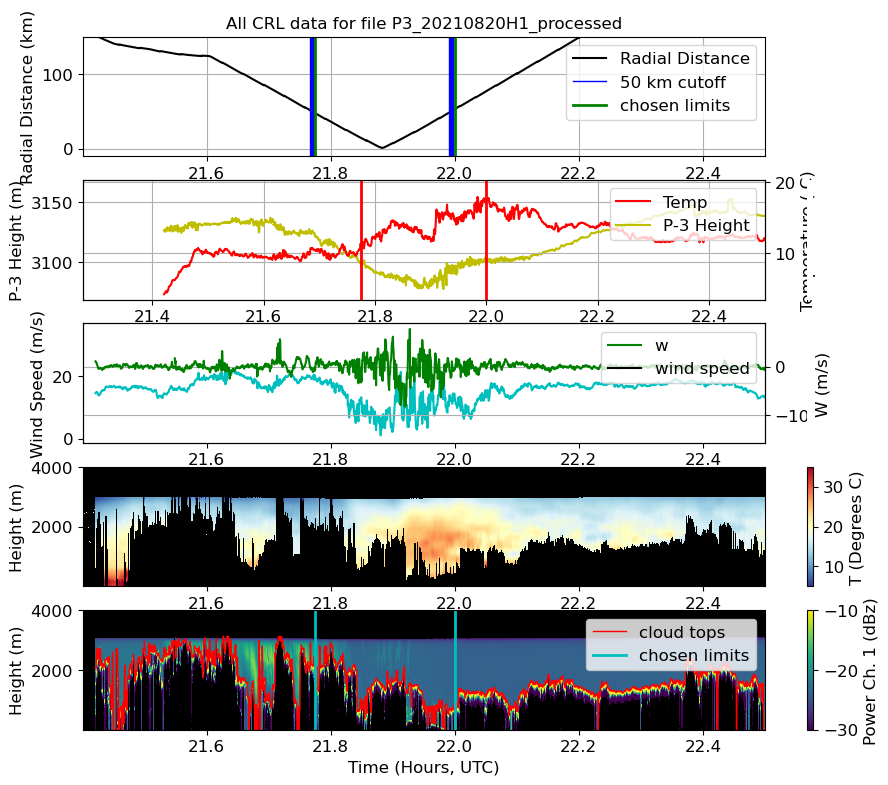 All CRL data for file P3_20210820H1_processed
Radial Distance (km)
100
0
Radial Distance
50 km cutoff
chosen limits
21.6 21.8 22.0 22.2 22.4
P-3 Height (m)
3150
3100
Temp
P-3 Height
20
10
Temperature ( C)
21.4 21.6 21.8 22.0 22.2 22.4
Wind Speed (m/s)
20
0
w
wind speed
0
−10
W (m/s)
21.6 21.8 22.0 22.2 22.4
Height (m)
4000
2000
30
20
10
T (Degrees C)
21.6 21.8 22.0 22.2 22.4
Height (m)
4000
2000
cloud tops
chosen limits
−10
−20
−30
Power Ch. 1 (dBz)
21.6 21.8 22.0 22.2 22.4
Time (Hours, UTC)